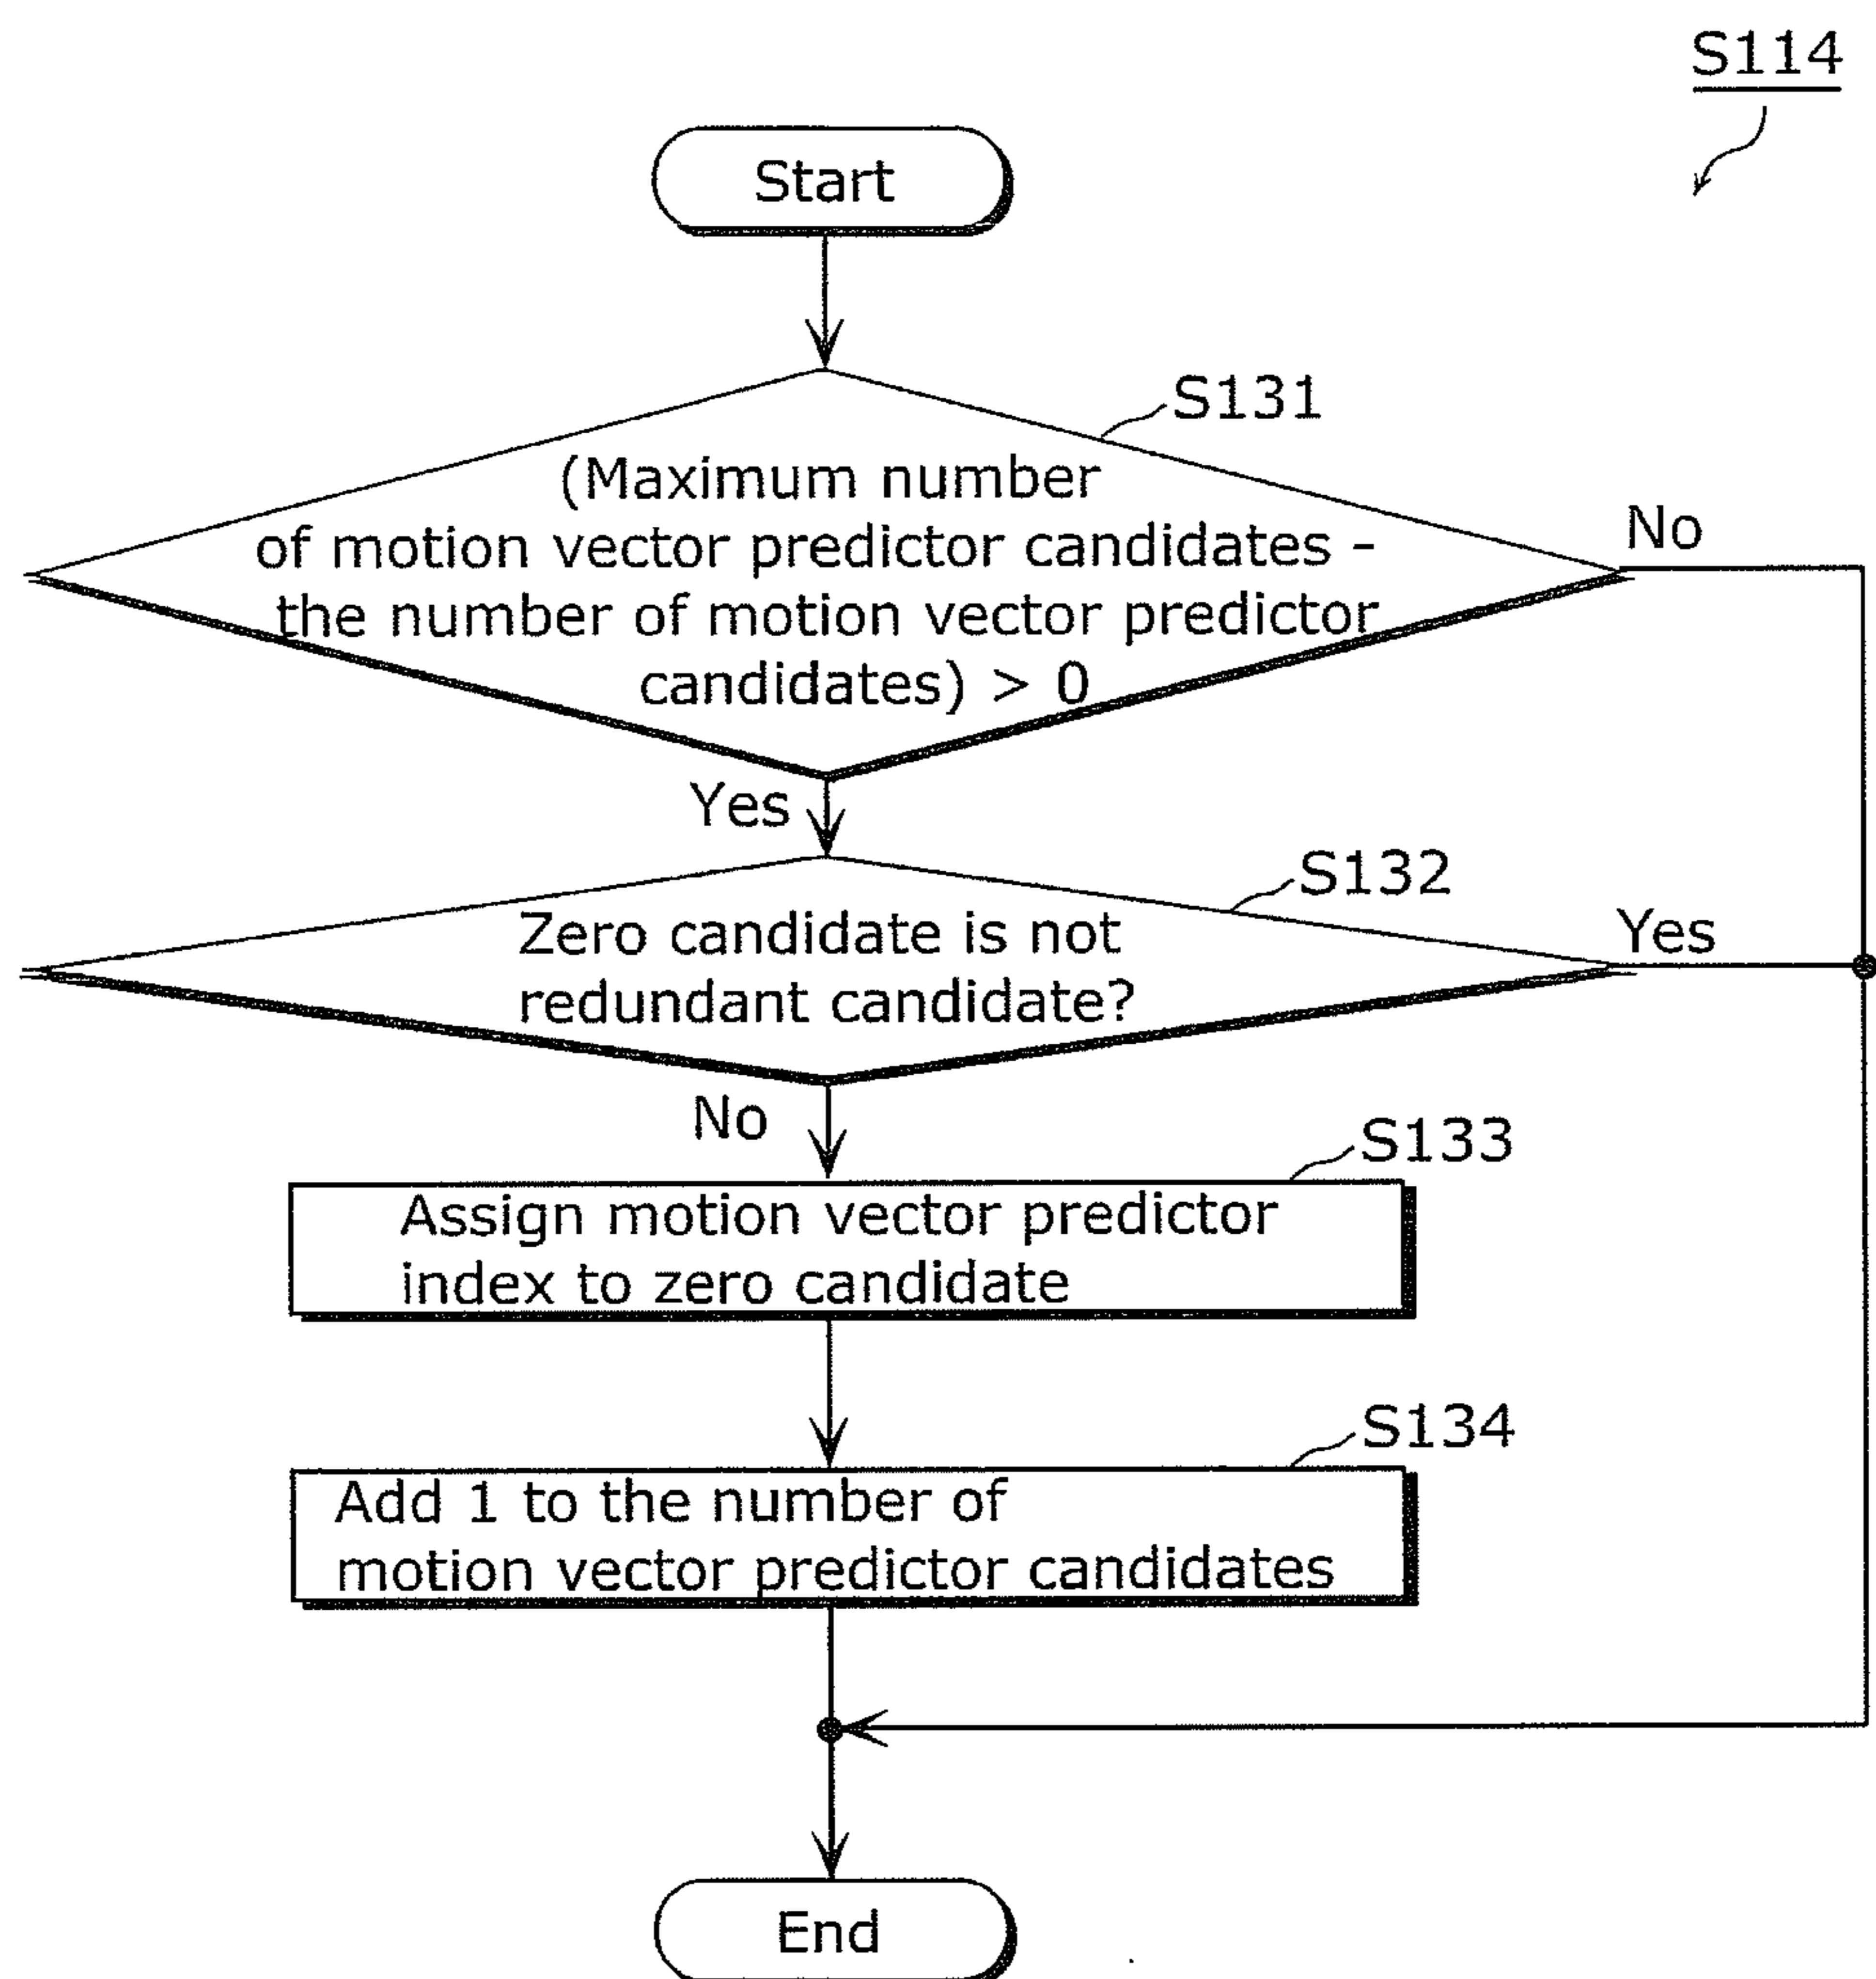 S114
Start
S131
(Maximum number
of motion vector predictor candidates -
the number of motion vector predictor
candidates) > 0
No
Yes
S132
Zero candidate is not
redundant candidate?
Yes
No
S133
Assign motion vector predictor
index to zero candidate
S134
Add 1 to the number of
motion vector predictor candidates
End